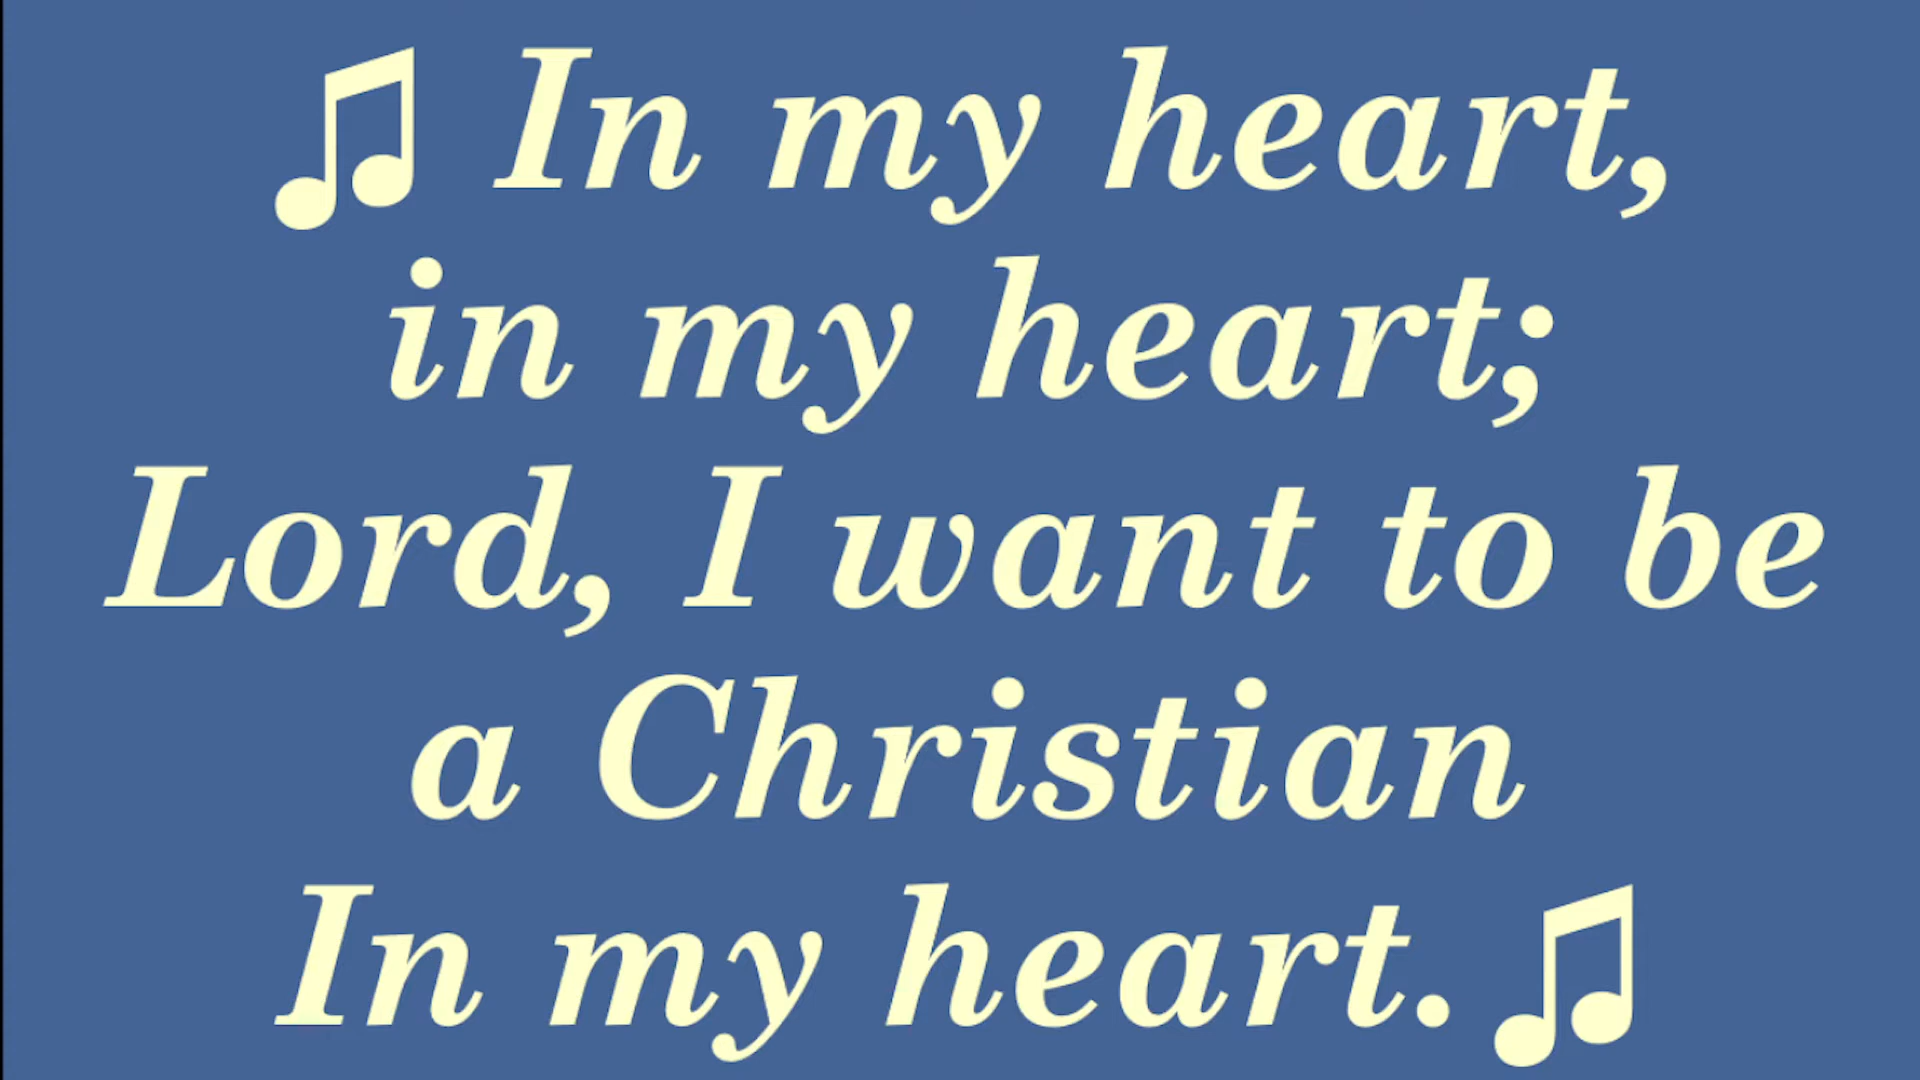 ♫ In my heart,
in my heart;
Lord, I want to be
a Christian
In my heart. ♫